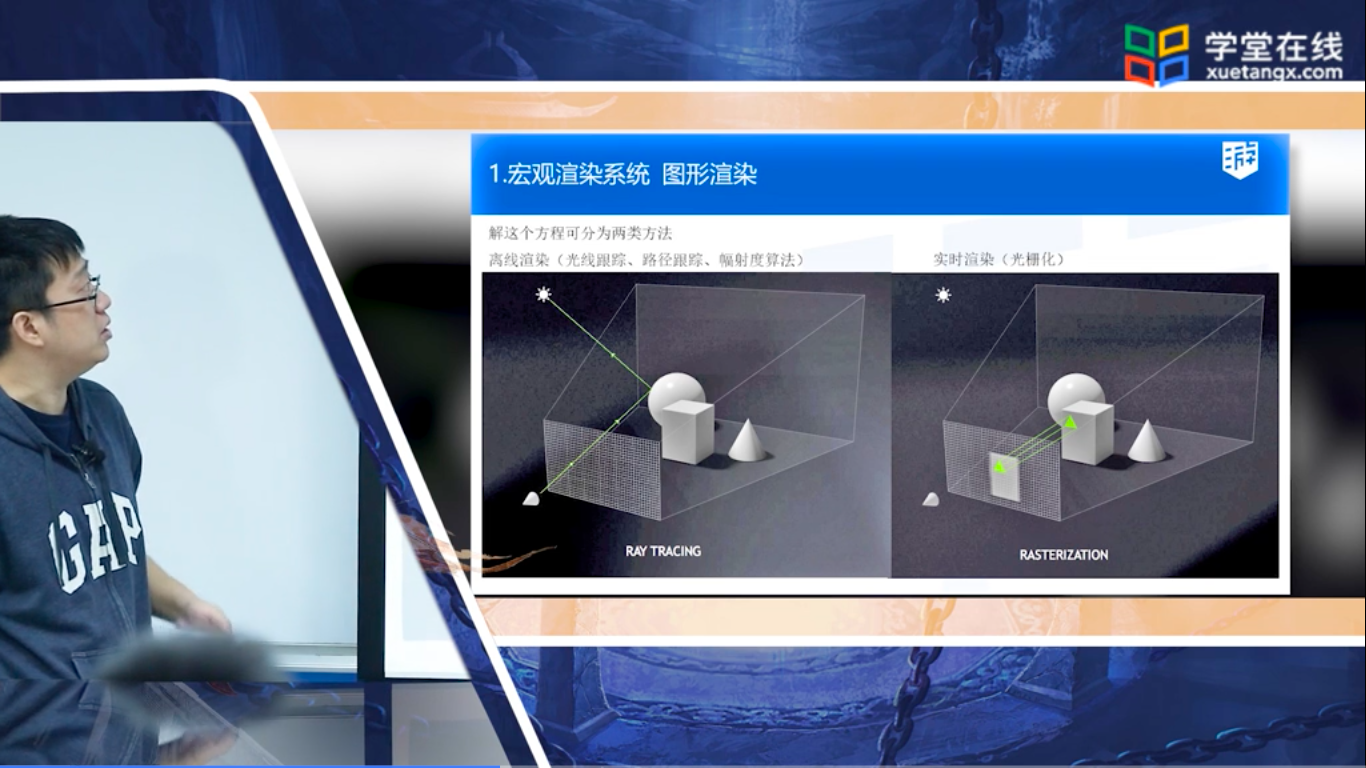 学堂在线
xuetangx.com
1.宏观渲染系统 图形渲染
解这个方程可分为两类方法
离线渲染（光线跟踪、路径跟踪、幅射度算法）
实时渲染（光栅化）
RAY TRACING
RASTERIZATION
GAP